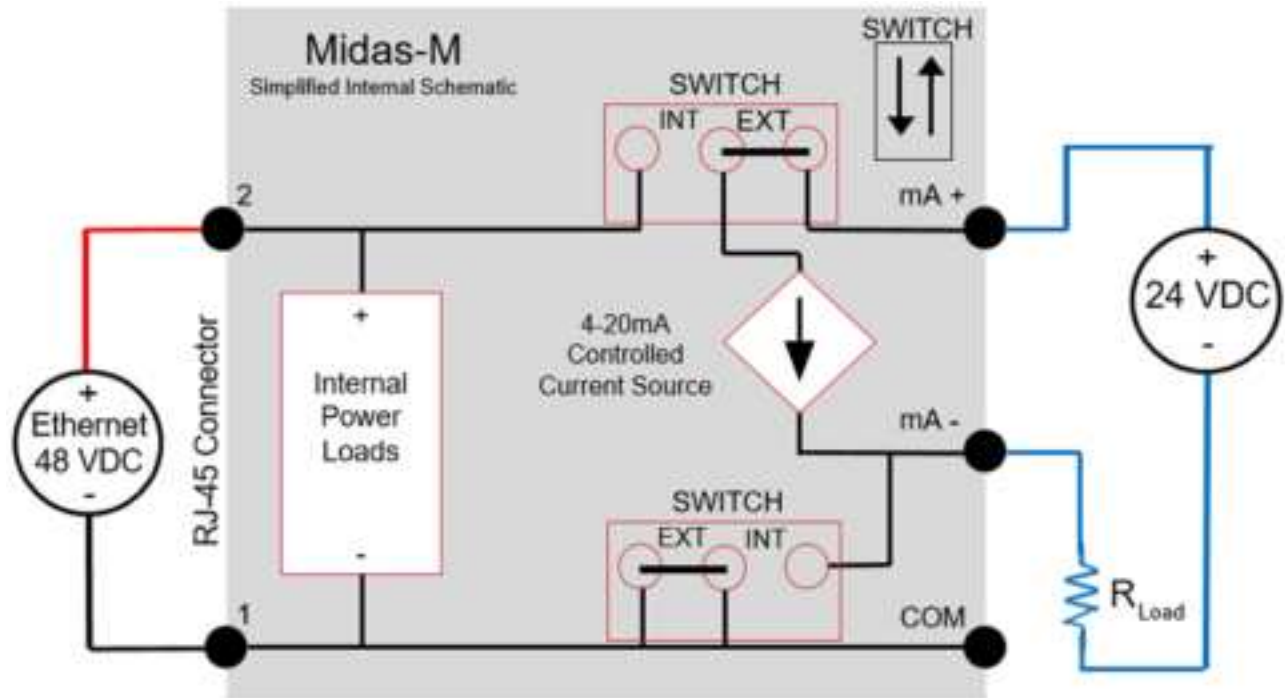 Midas-M
Simplified Internal Schematic
SWITCH
SWITCH
INT EXT
mA +
2
+
24 VDC
-
RJ-45 Connector
+
Internal
Power
Loads
-
4-20mA
Controlled
Current Source
+
Ethernet
48 VDC
-
mA -
SWITCH
EXT INT
1
COM
R Load